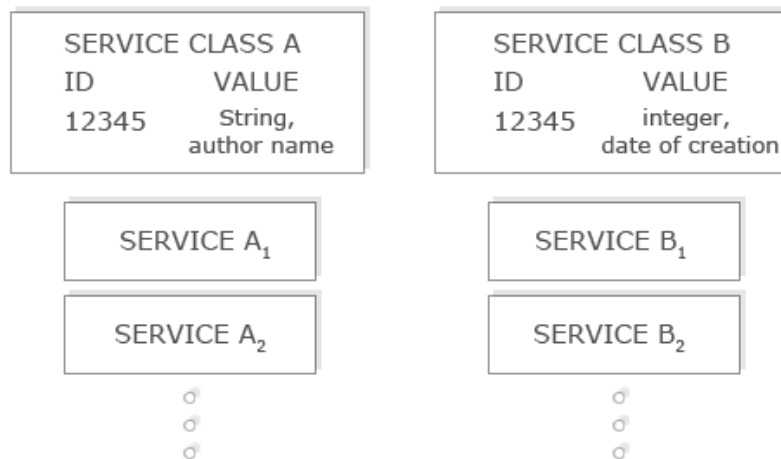 SERVICE CLASS A
ID VALUE
12345 String,
author name
SERVICE A₁
SERVICE A₂
SERVICE CLASS B
ID VALUE
12345 integer,
date of creation
SERVICE B₁
SERVICE B₂